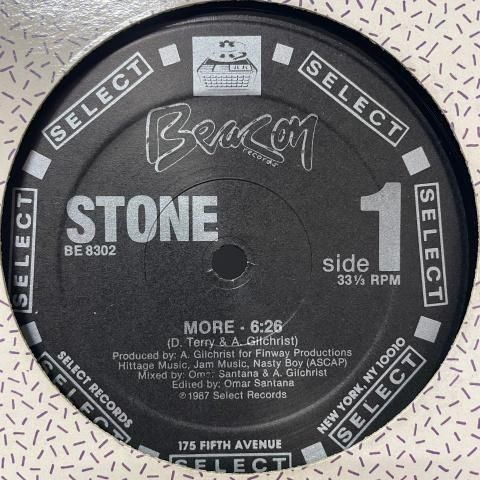 SELECT
SELECT
Beacon
records
SELECT
SELECT
STONE
BE 8302
side 1
33⅓ RPM
MORE - 6:26
(D. Terry & A. Gilchrist)
Produced by: A. Gilchrist for Finway Productions
Hittage Music, Jam Music, Nasty Boy (ASCAP)
Mixed by: Omar Santana & A. Gilchrist
Edited by: Omar Santana
℗ 1987 Select Records
SELECT RECORDS
175 FIFTH AVENUE
NEW YORK, NY 10010
SELECT
SELECT
SELECT